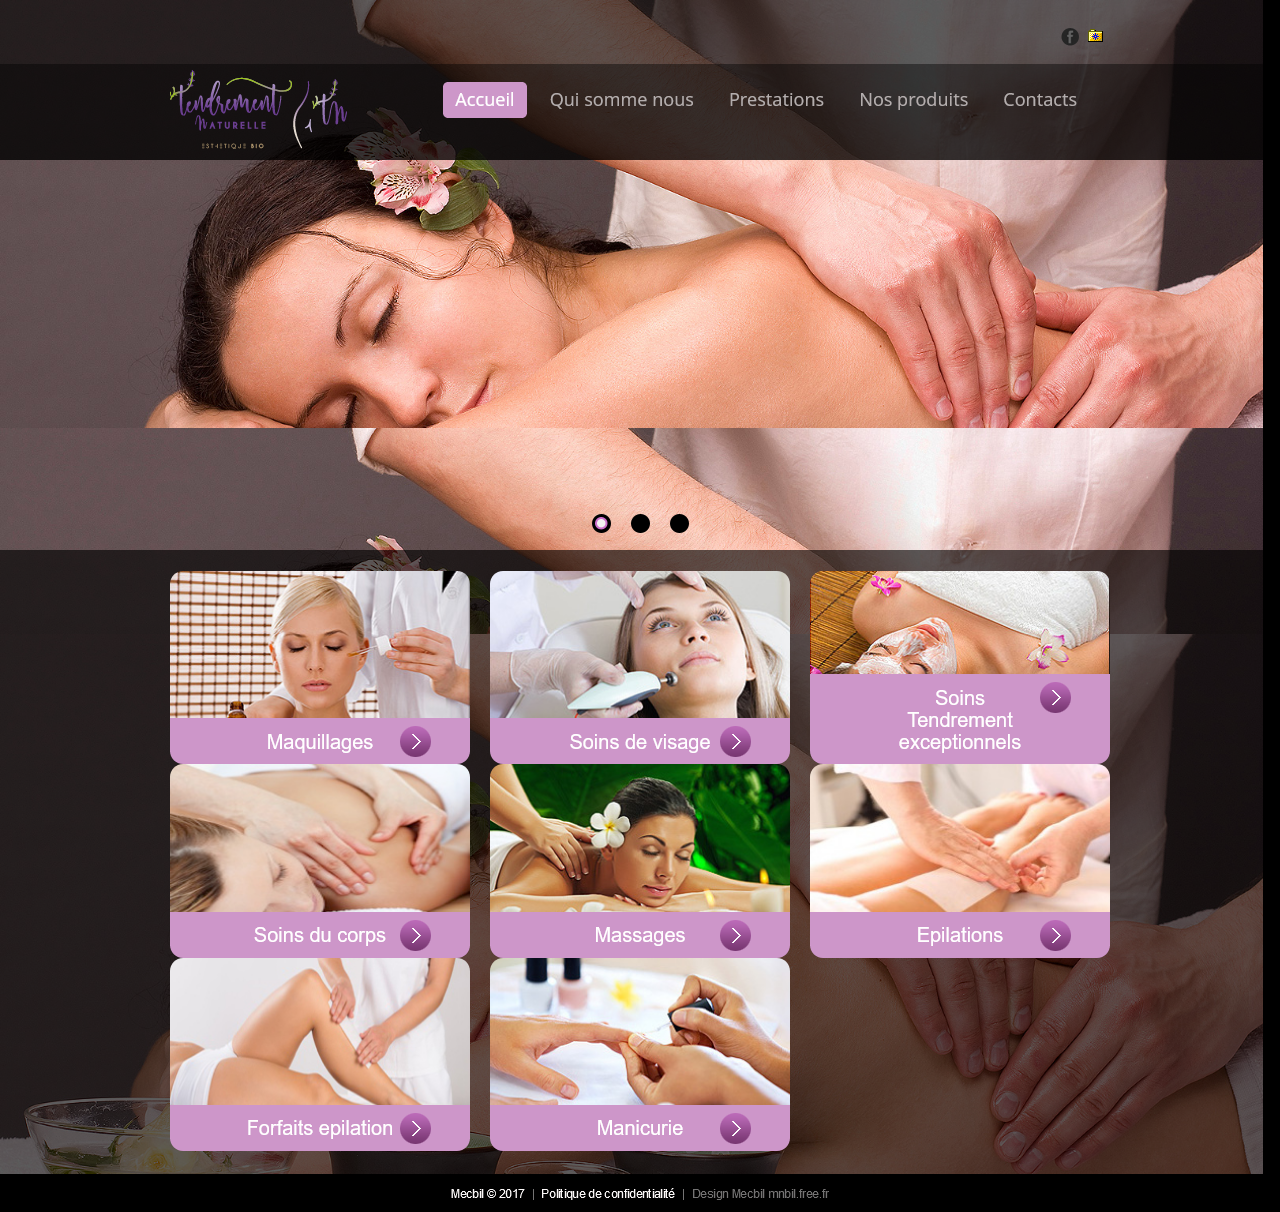 Tendrement
NATURELLE
ESTHETIQUE BIO
Accueil
Qui somme nous
Prestations
Nos produits
Contacts
Maquillages
Soins de visage
Soins
Tendrement
exceptionnels
Soins du corps
Massages
Epilations
Forfaits epilation
Manicurie
Mecbil © 2017 | Politique de confidentialité | Design Mecbil mnbil.free.fr